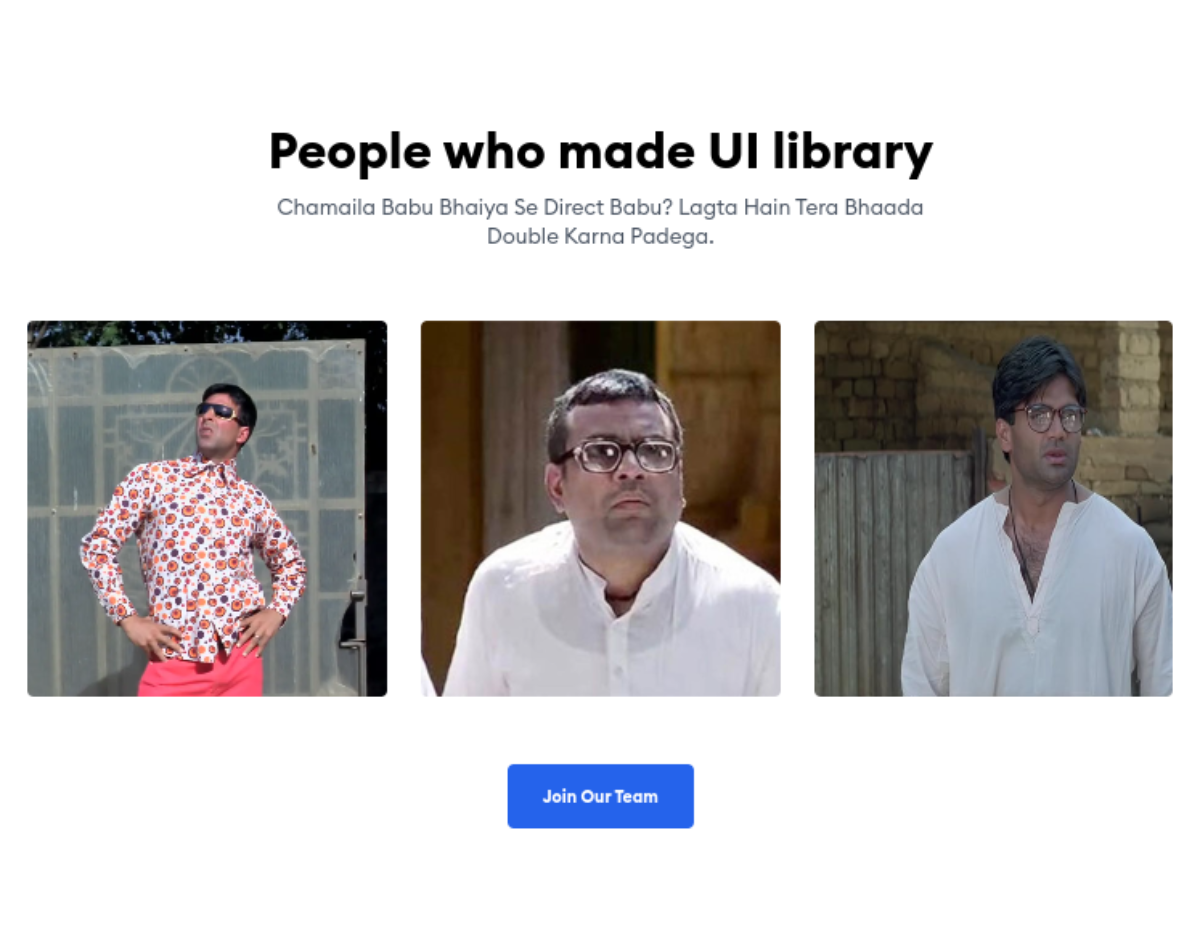 People who made UI library
Chamaila Babu Bhaiya Se Direct Babu? Lagta Hain Tera Bhaada
Double Karna Padega.
Join Our Team